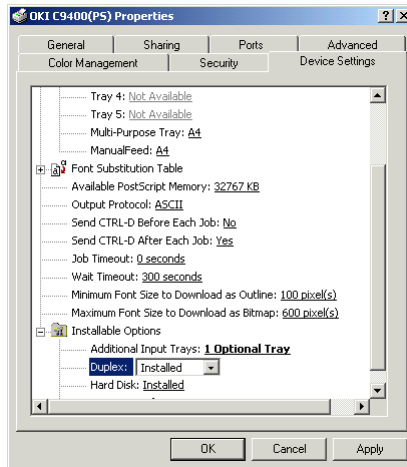 OKI C9400(PS) Properties
General Sharing Ports Advanced
Color Management Security Device Settings
Tray 4: Not Available
Tray 5: Not Available
Multi-Purpose Tray: A4
ManualFeed: A4
Font Substitution Table
Available PostScript Memory: 32767 KB
Output Protocol: ASCII
Send CTRL-D Before Each Job: No
Send CTRL-D After Each Job: Yes
Job Timeout: 0 seconds
Wait Timeout: 300 seconds
Minimum Font Size to Download as Outline: 100 pixel(s)
Maximum Font Size to Download as Bitmap: 600 pixel(s)
Installable Options
Additional Input Trays: 1 Optional Tray
Duplex: Installed
Hard Disk: Installed
OK Cancel Apply